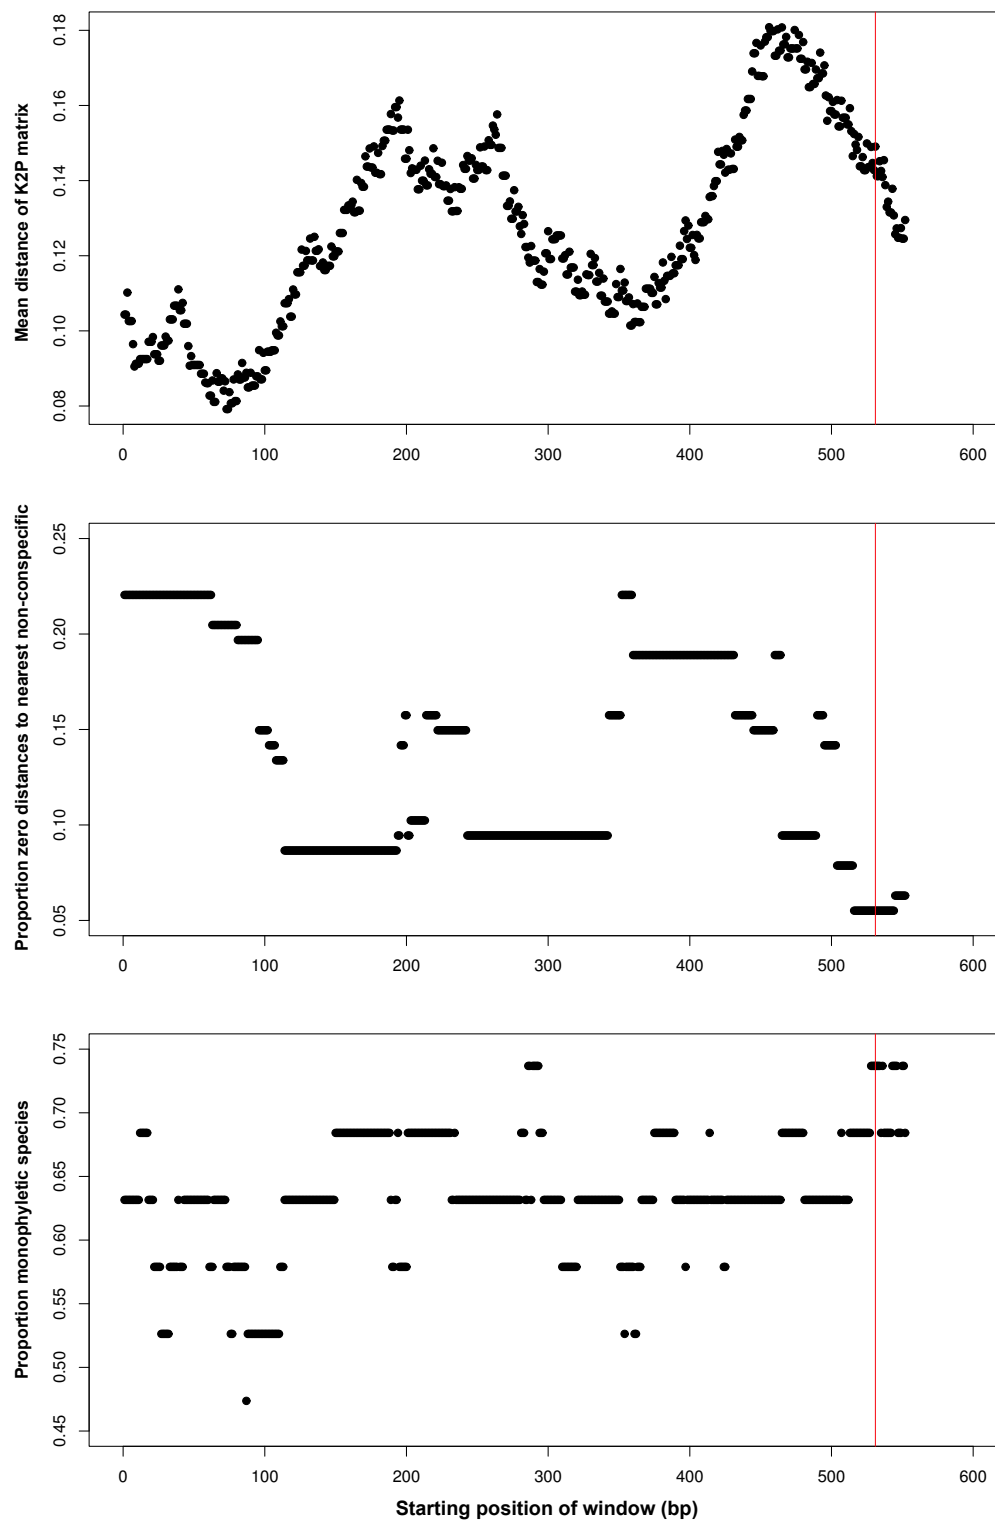 Mean distance of K2P matrix
0.08 0.10 0.12 0.14 0.16 0.18
0 100 200 300 400 500 600
Proportion zero distances to nearest non-conspecific
0.05 0.10 0.15 0.20 0.25
0 100 200 300 400 500 600
Proportion monophyletic species
0.45 0.50 0.55 0.60 0.65 0.70 0.75
0 100 200 300 400 500 600
Starting position of window (bp)